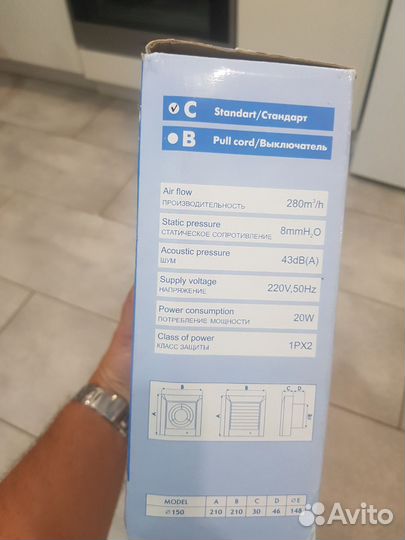 C Standart/Стандарт
B Pull cord/Выключатель
Air flow
ПРОИЗВОДИТЕЛЬНОСТЬ 280m³/h
Static pressure
СТАТИЧЕСКОЕ СОПРОТИВЛЕНИЕ 8mmH₂O
Acoustic pressure
ШУМ 43dB(A)
Supply voltage
НАПРЯЖЕНИЕ 220V,50Hz
Power consumption
ПОТРЕБЛЕНИЕ МОЩНОСТИ 20W
Class of power
КЛАСС ЗАЩИТЫ 1PX2
B B C D
A A ØE
MODEL A B C D ØE
Ø150 210 210 30 46 148
Avito